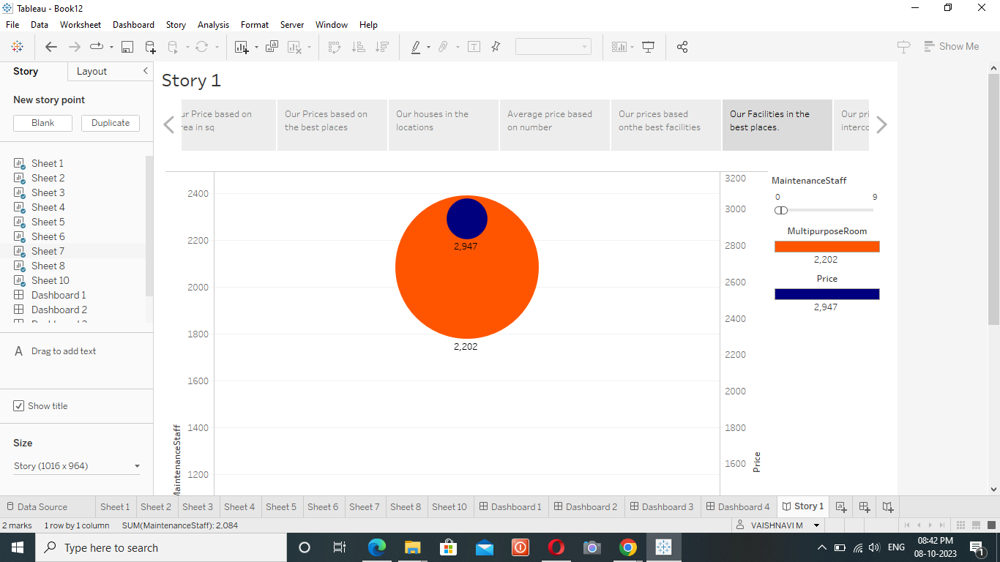 Tableau - Book12
File Data Worksheet Dashboard Story Analysis Format Server Window Help
Show Me
Story Layout
New story point
Blank Duplicate
Sheet 1
Sheet 2
Sheet 3
Sheet 4
Sheet 5
Sheet 6
Sheet 7
Sheet 8
Sheet 10
Dashboard 1
Dashboard 2
A Drag to add text
Show title
Size
Story (1016 x 964)
Story 1
ur Price based on
rea in sq
Our Prices based on
the best places
Our houses in the
locations
Average price based
on number
Our prices based
onthe best facilities
Our Facilities in the
best places.
Our pri
interco
2400
2200
2000
1800
1600
1400
1200
MaintenanceStaff
2,947
2,202
3200
3000
2800
2600
2400
2200
2000
1800
1600
Price
MaintenanceStaff
0 9
MultipurposeRoom
2,202
Price
2,947
Data Source Sheet 1 Sheet 2 Sheet 3 Sheet 4 Sheet 5 Sheet 6 Sheet 7 Sheet 8 Sheet 10 Dashboard 1 Dashboard 2 Dashboard 3 Dashboard 4 Story 1
2 marks 1 row by 1 column SUM(MaintenanceStaff): 2,084 VAISHNAVI M
Type here to search
ENG
08:42 PM
08-10-2023
1